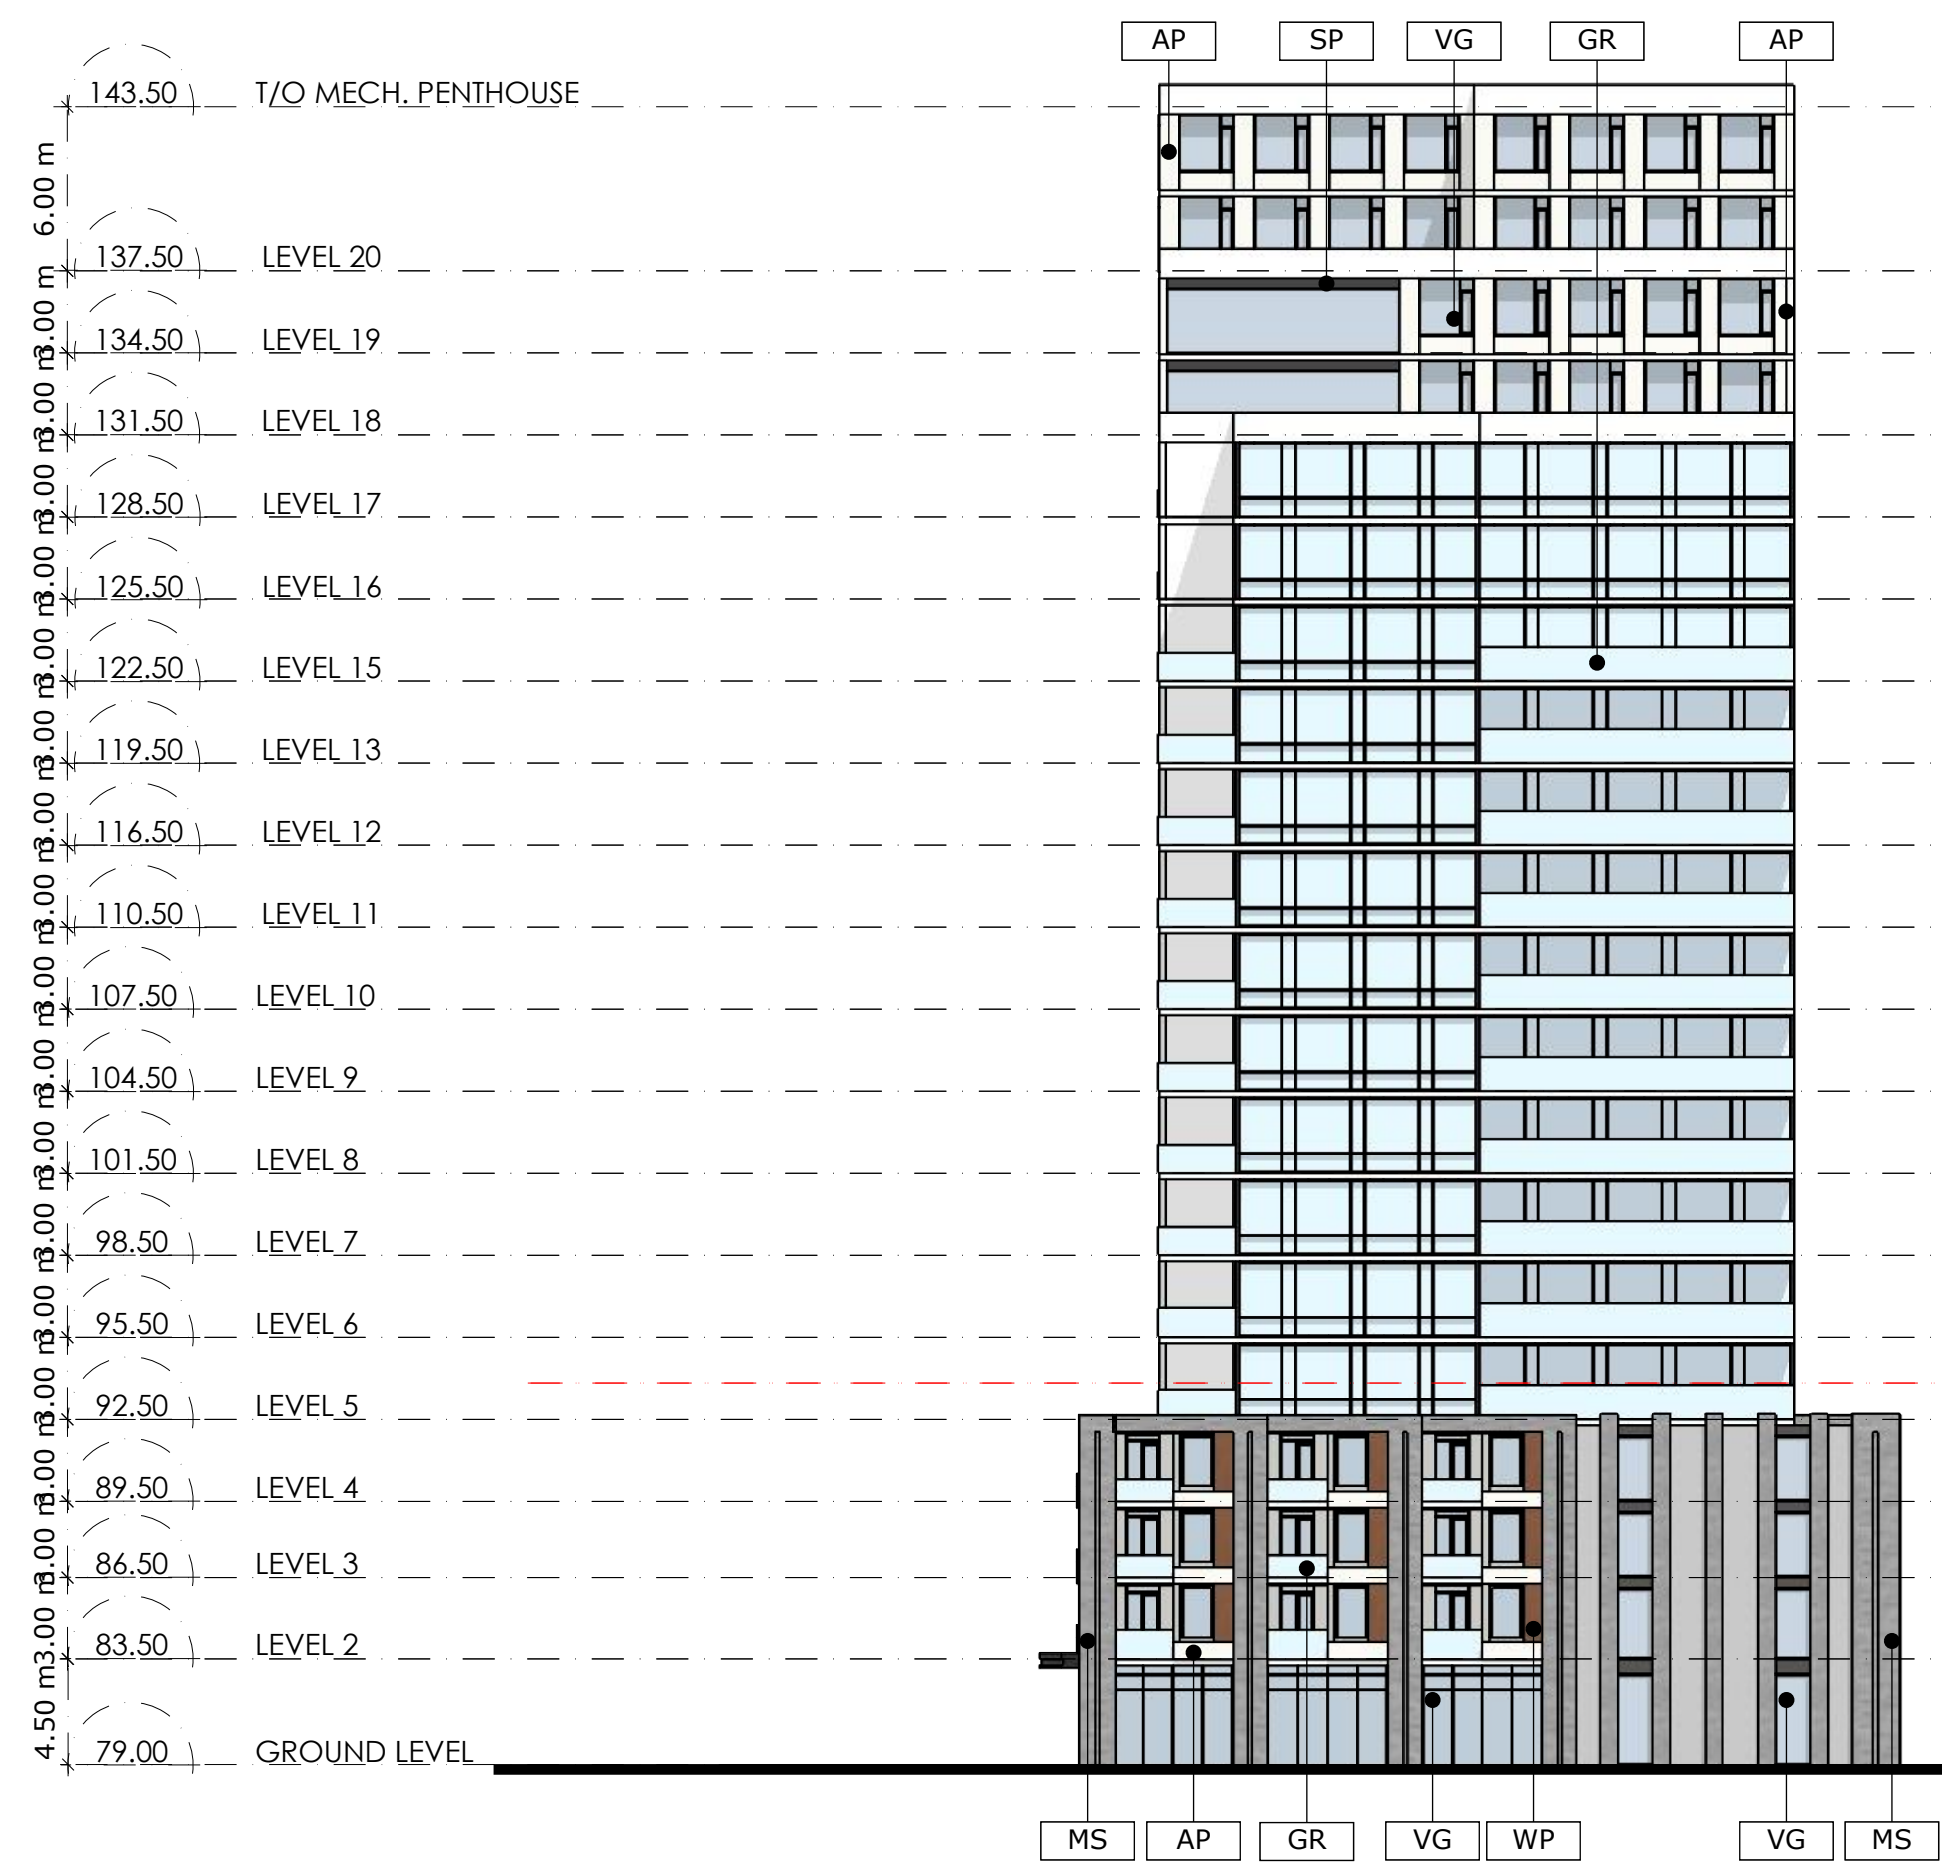 AP SP VG GR AP
143.50 T/O MECH. PENTHOUSE
6.00 m
137.50 LEVEL 20
3.00 m
134.50 LEVEL 19
3.00 m
131.50 LEVEL 18
3.00 m
128.50 LEVEL 17
3.00 m
125.50 LEVEL 16
3.00 m
122.50 LEVEL 15
3.00 m
119.50 LEVEL 13
3.00 m
116.50 LEVEL 12
3.00 m
110.50 LEVEL 11
3.00 m
107.50 LEVEL 10
3.00 m
104.50 LEVEL 9
3.00 m
101.50 LEVEL 8
3.00 m
98.50 LEVEL 7
3.00 m
95.50 LEVEL 6
3.00 m
92.50 LEVEL 5
3.00 m
89.50 LEVEL 4
3.00 m
86.50 LEVEL 3
3.00 m
83.50 LEVEL 2
4.50 m
79.00 GROUND LEVEL
MS AP GR VG WP VG MS